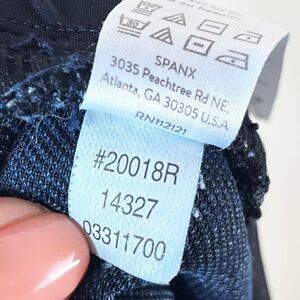 SPANX
3035 Peachtree Rd NE
Atlanta, GA 30305 U.S.A.
RN112121
#20018R
14327
03311700